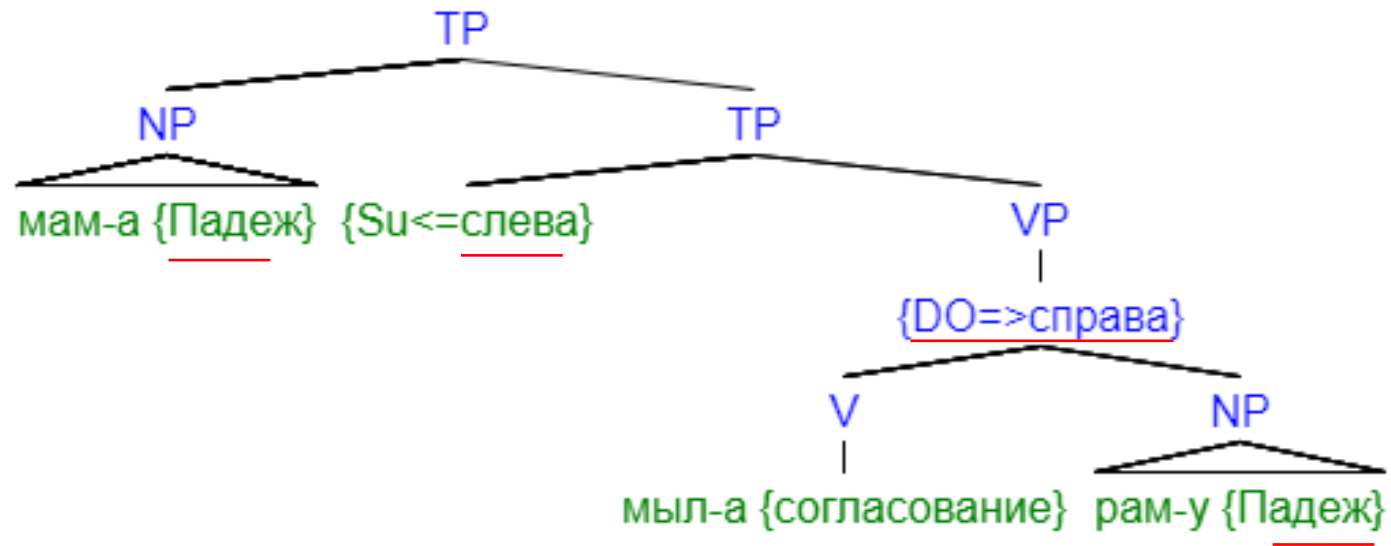 TP
NP TP
мам-а {Падеж} {Su<=слева} VP
{DO=>справа}
V NP
мыл-а {согласование} рам-у {Падеж}